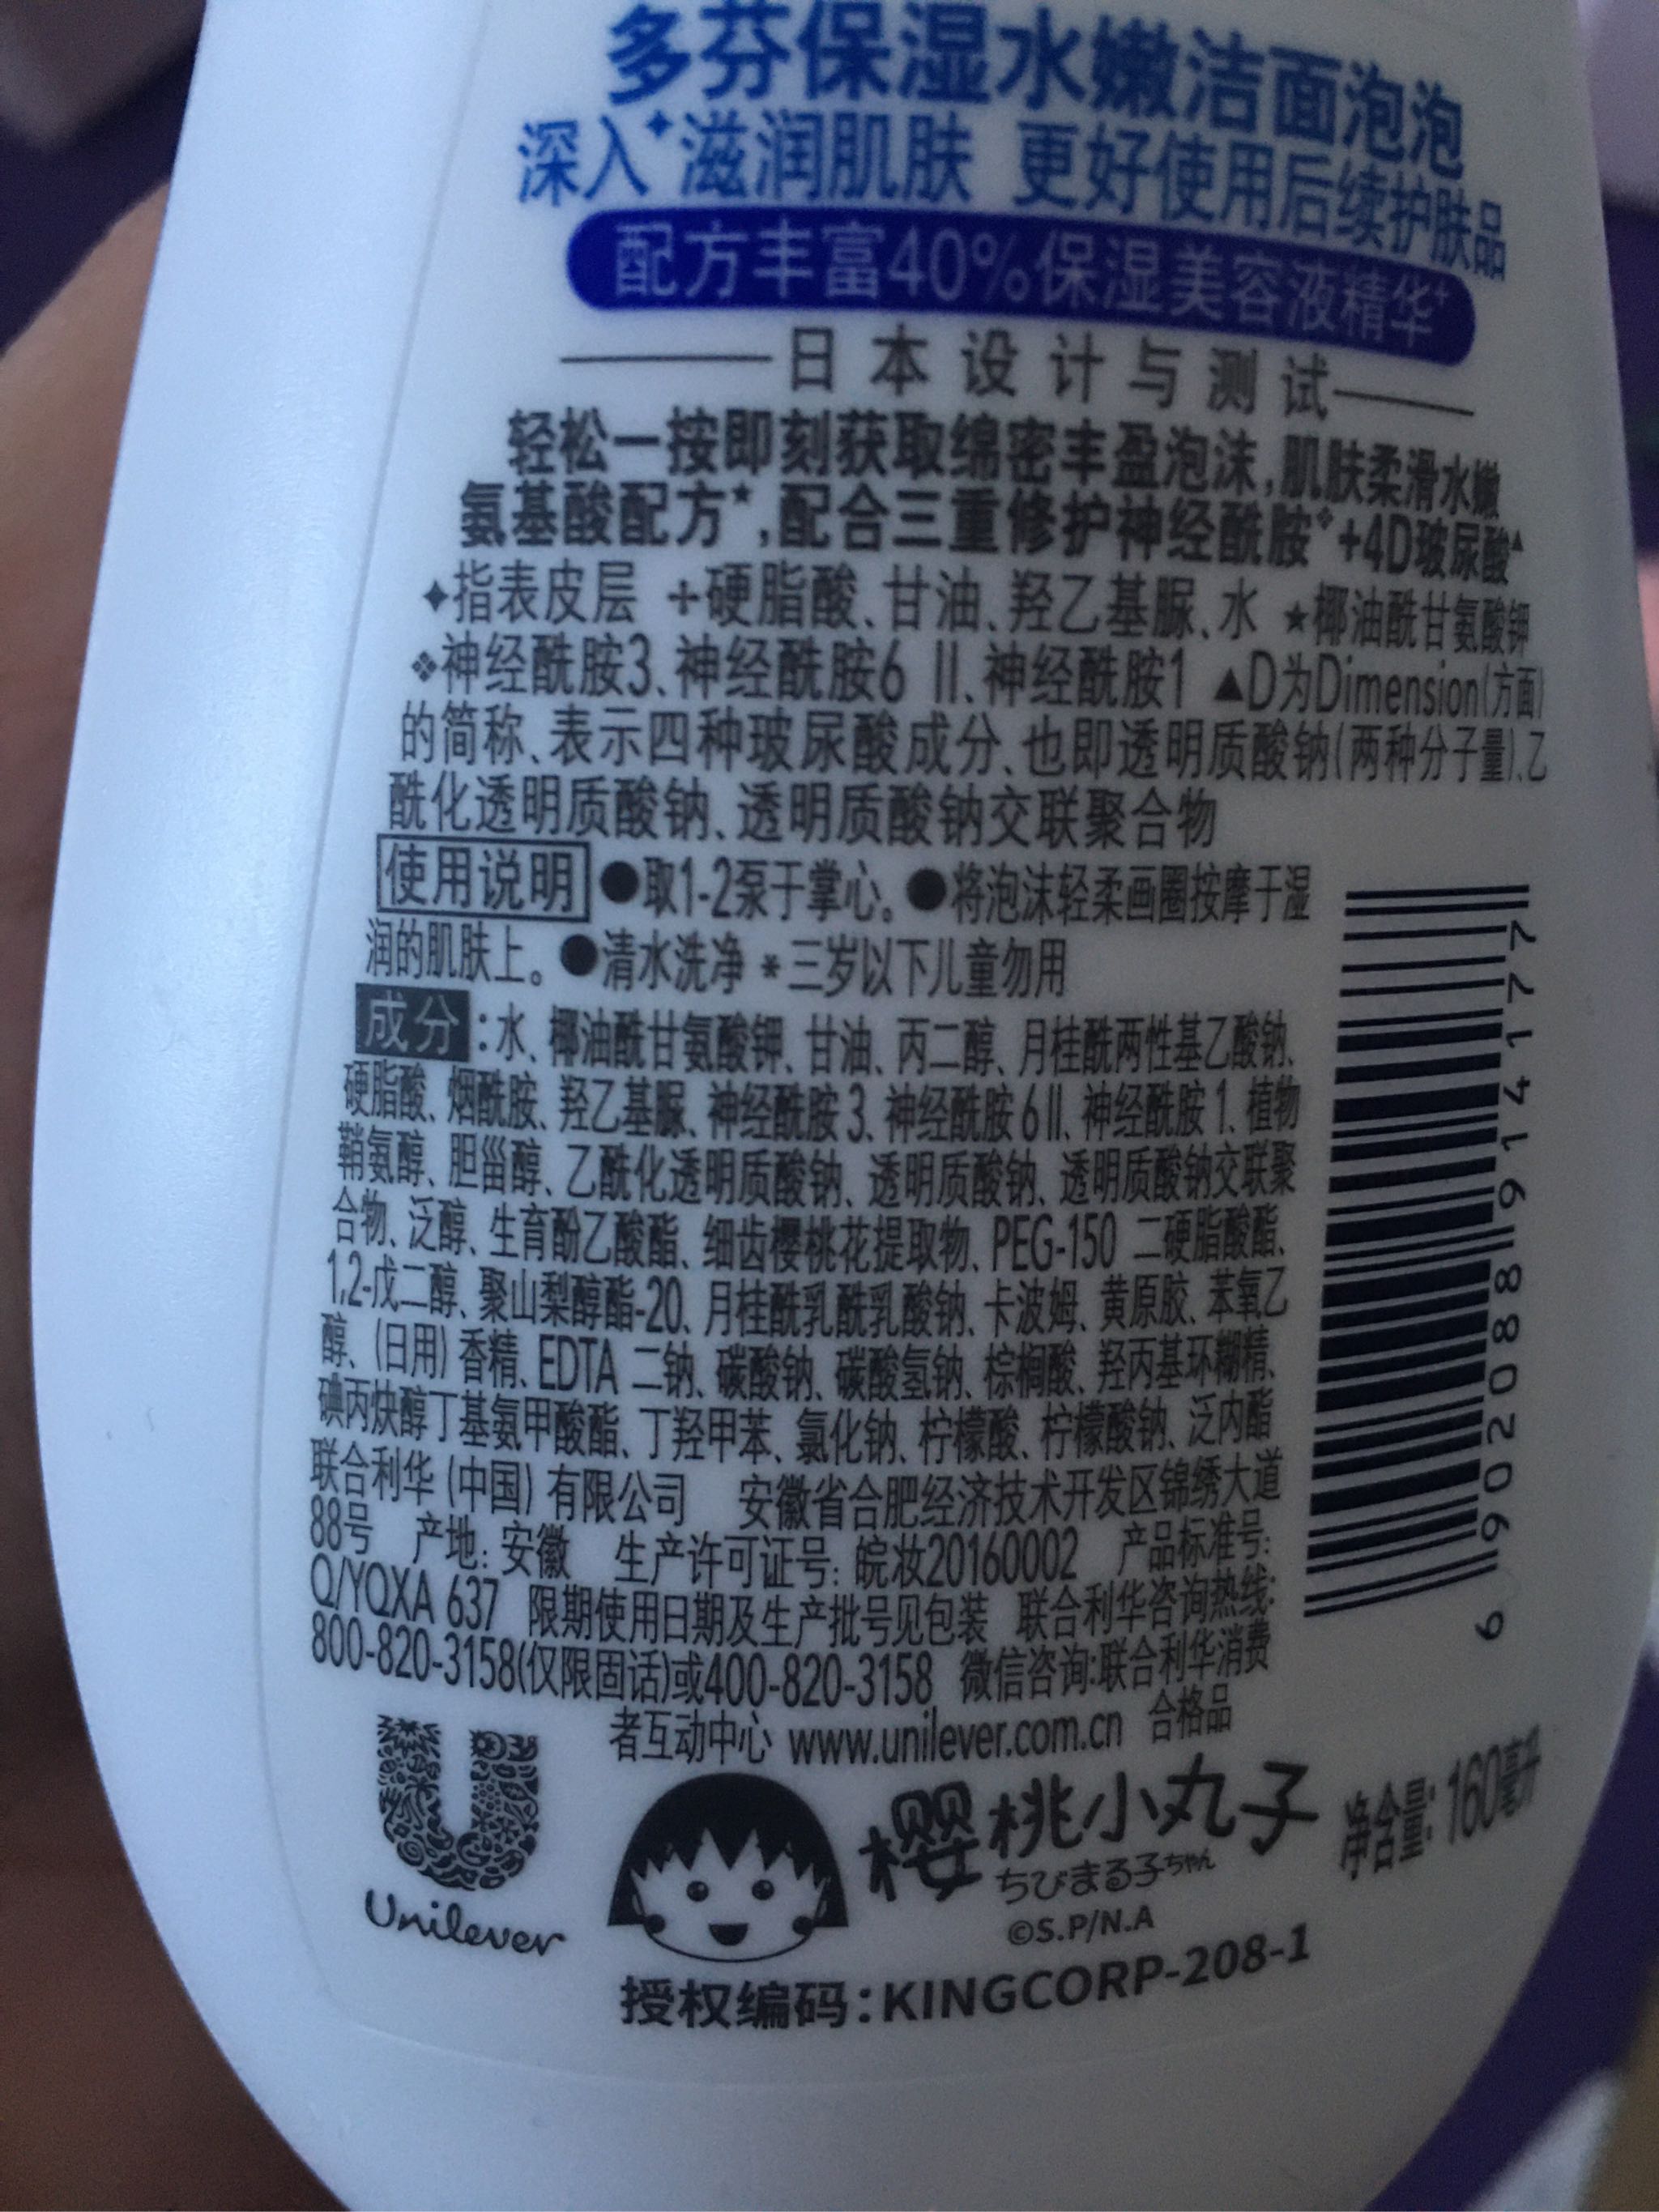 多芬保湿水嫩洁面泡泡
深入✦滋润肌肤 更好使用后续护肤品
配方丰富40%保湿美容液精华+
日本设计与测试
轻松一按即刻获取绵密丰盈泡沫,肌肤柔滑水嫩
氨基酸配方★,配合三重修护神经酰胺❖+4D玻尿酸▲
✦指表皮层 +硬脂酸、甘油、羟乙基脲、水 ★椰油酰甘氨酸钾
❖神经酰胺3、神经酰胺6 II、神经酰胺1 ▲D为Dimension(方面)
的简称、表示四种玻尿酸成分、也即透明质酸钠(两种分子量)、乙
酰化透明质酸钠、透明质酸钠交联聚合物
使用说明 ●取1-2泵于掌心。●将泡沫轻柔画圈按摩于湿
润的肌肤上。●清水洗净 *三岁以下儿童勿用
成分:水、椰油酰甘氨酸钾、甘油、丙二醇、月桂酰两性基乙酸钠、
硬脂酸、烟酰胺、羟乙基脲、神经酰胺 3、神经酰胺 6 II、神经酰胺 1、植物
鞘氨醇、胆甾醇、乙酰化透明质酸钠、透明质酸钠、透明质酸钠交联聚
合物、泛醇、生育酚乙酸酯、细齿樱桃花提取物、PEG-150 二硬脂酸酯、
1,2-戊二醇、聚山梨醇酯-20、月桂酰乳酰乳酸钠、卡波姆、黄原胶、苯氧乙
醇、(日用)香精、EDTA 二钠、碳酸钠、碳酸氢钠、棕榈酸、羟丙基环糊精、
碘丙炔醇丁基氨甲酸酯、丁羟甲苯、氯化钠、柠檬酸、柠檬酸钠、泛内酯
联合利华(中国)有限公司 安徽省合肥经济技术开发区锦绣大道
88号 产地:安徽 生产许可证号:皖妆20160002 产品标准号:
Q/YQXA 637 限期使用日期及生产批号见包装 联合利华咨询热线:
800-820-3158(仅限固话)或400-820-3158 微信咨询:联合利华消费
者互动中心 www.unilever.com.cn 合格品
6 902088 914177
Unilever
樱桃小丸子
ちびまる子ちゃん
©S.P/N.A
净含量:160毫升
授权编码:KINGCORP-208-1